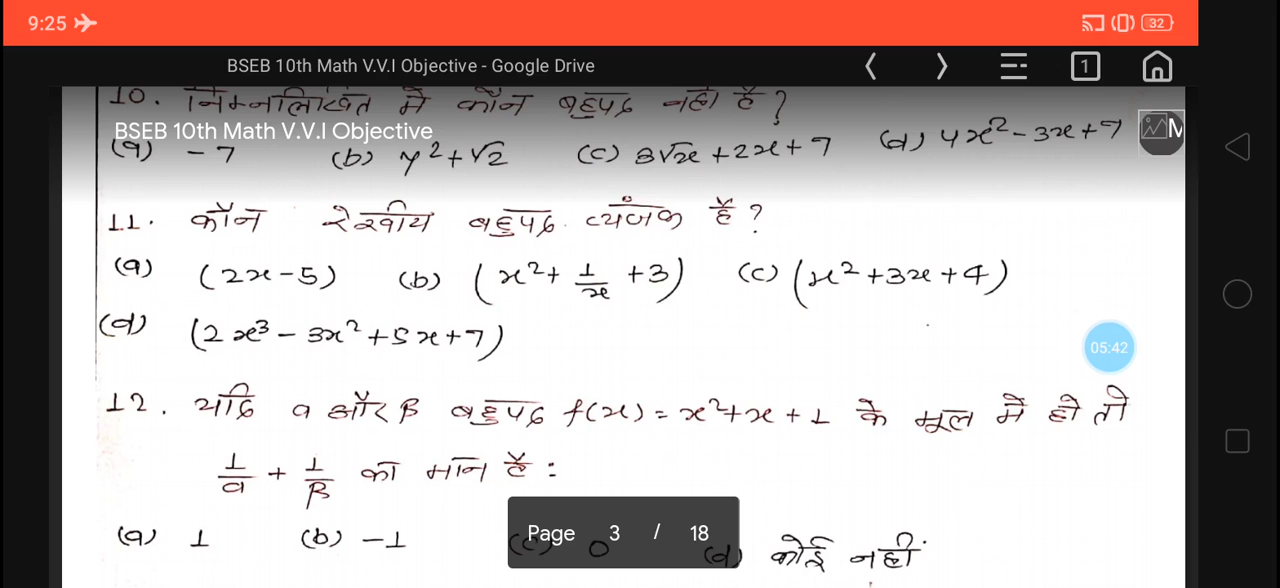 9:25
32
BSEB 10th Math V.V.I Objective - Google Drive
1
10. निम्नलिखित में कौन बहुपद नहीं है?
BSEB 10th Math V.V.I Objective
M
(a) -7 (b) y²+√2 (c) 3√x +2x+7 (d) 4x²-3x+7
11. कौन रेखीय बहुपद व्यंजक है?
(a) (2x-5) (b) (x²+ 1/x +3) (c) (x²+3x+4)
(d) (2x³-3x²+5x+7)
05:42
12. यदि a और β बहुपद f(x)=x²+x+1 के मूल में हो तो
1/a + 1/β का मान है:
(a) 1 (b) -1 (c) 0 (d) कोई नहीं
Page 3 / 18